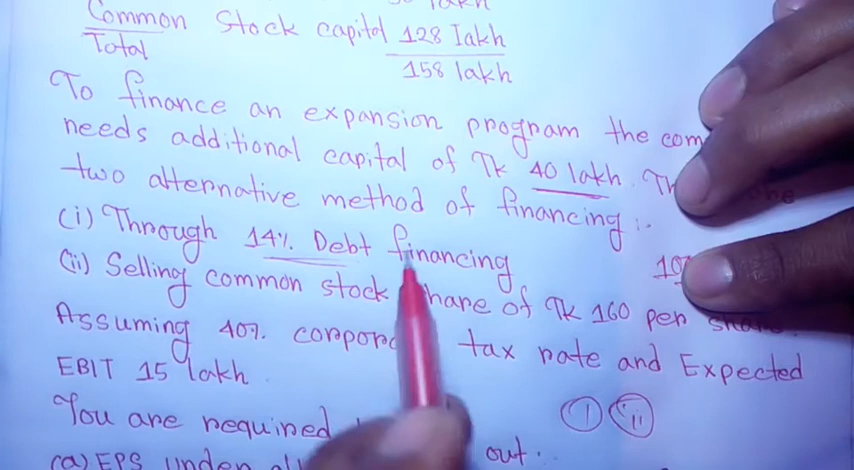 Common Stock capital 128 lakh
Total 158 lakh
To finance an expansion program the com
needs additional capital of Tk 40 lakh. Th
two alternative method of financing:-
(i) Through 14% Debt financing
(ii) Selling common stock share of Tk 160 per share.
Assuming 40% corpora tax rate and Expected
EBIT 15 lakh.
You are required
(a) EPS under out.
(i) (ii)